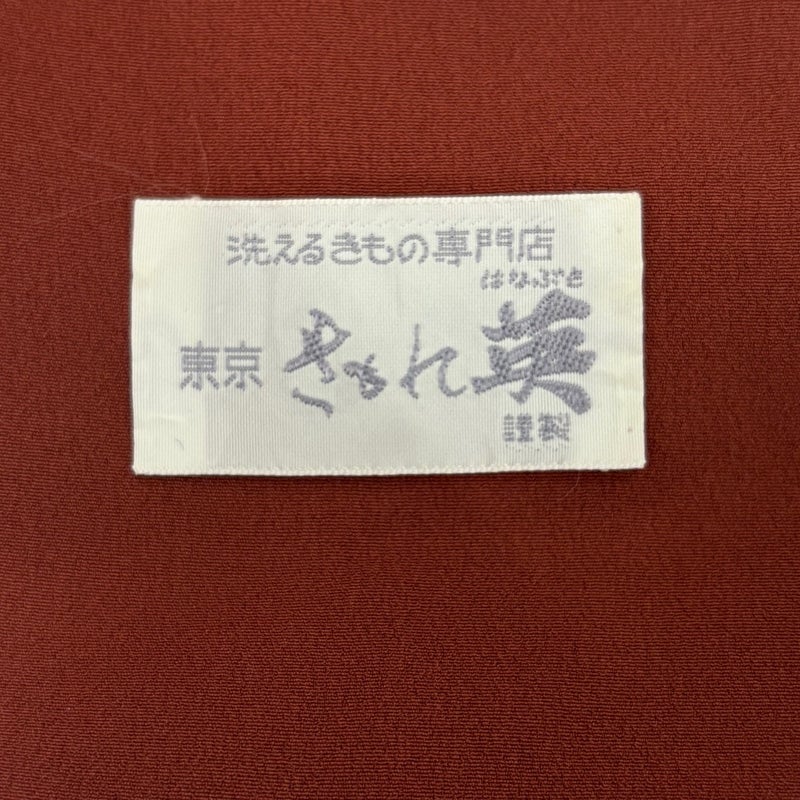 洗えるきもの専門店
はなぶさ
東京 きもれ英
謹製